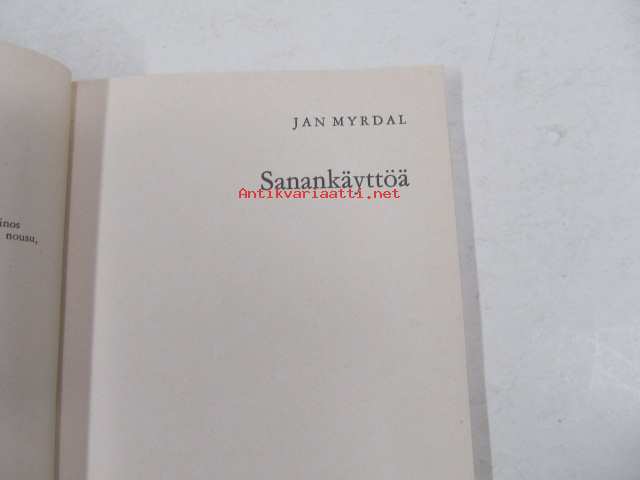 JAN MYRDAL
Sanankäyttöä
Antikvariaatti.net
nousu,